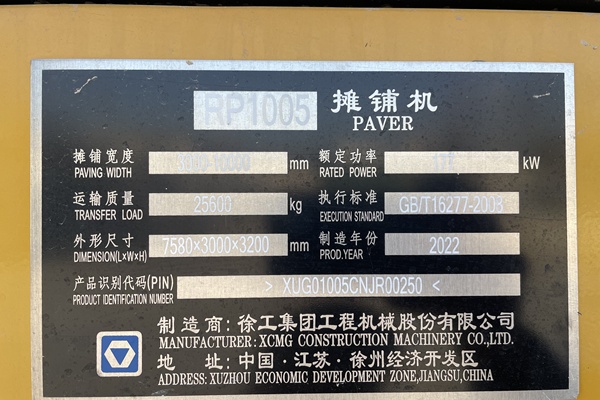 RP1005 摊铺机
PAVER
摊铺宽度 mm 额定功率 kW
PAVING WIDTH RATED POWER
运输质量 25600 kg 执行标准 GB/T16277-2008
TRANSFER LOAD EXECUTION STANDARD
外形尺寸 7580×3000×3200 mm 制造年份 2022
DIMENSION(L×W×H) PROD.YEAR
产品识别代码(PIN) > XUG01005CNJR00250 <
PRODUCT IDENTIFICATION NUMBER
制造商:徐工集团工程机械股份有限公司
MANUFACTURER:XCMG CONSTRUCTION MACHINERY CO.,LTD.
地 址:中国·江苏·徐州经济开发区
ADDRESS:XUZHOU ECONOMIC DEVELOPMENT ZONE,JIANGSU,CHINA